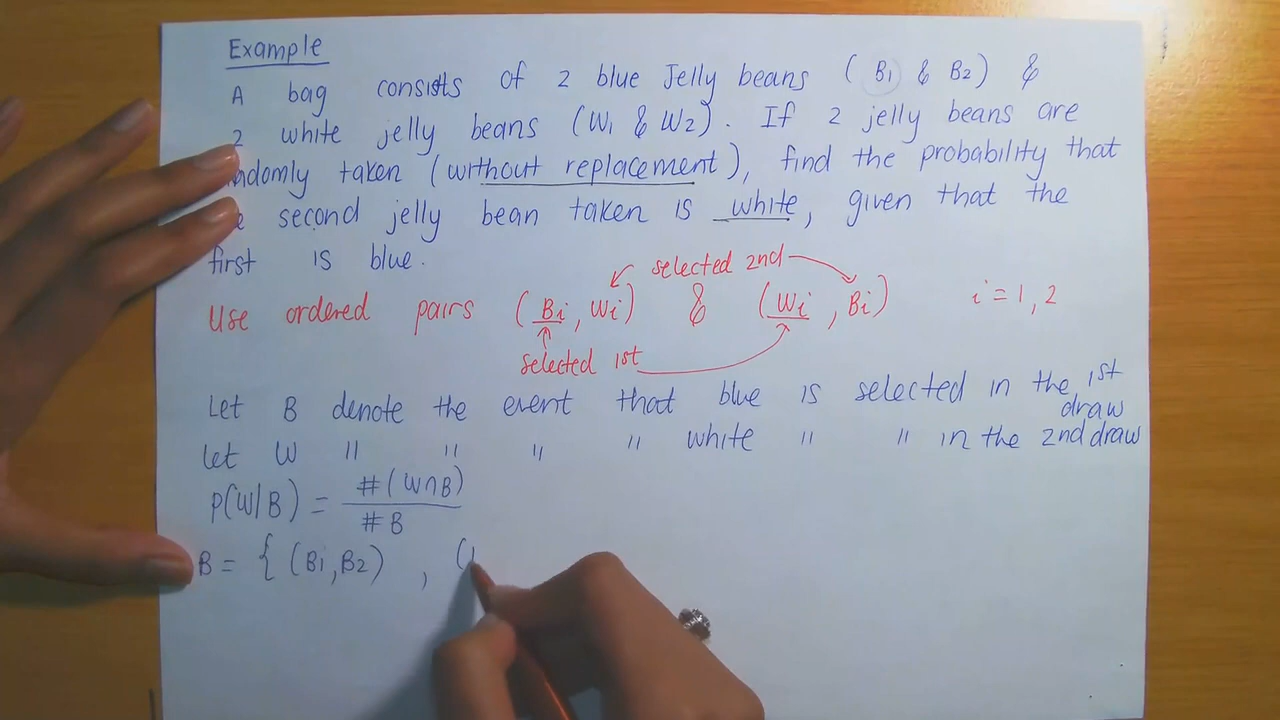 Example
A bag consists of 2 blue Jelly beans ( B1 & B2 ) &
2 white jelly beans (W1 & W2). If 2 jelly beans are
ndomly taken (without replacement), find the probability that
e second jelly bean taken is white, given that the
first is blue.
selected 2nd
Use ordered pairs (Bi, Wi) & (Wi, Bi) i = 1, 2
selected 1st
Let B denote the event that blue is selected in the 1st draw
Let W " " " " white " " in the 2nd draw
P(W|B) = #(W∩B)
# B
B = { (B1, B2) , (